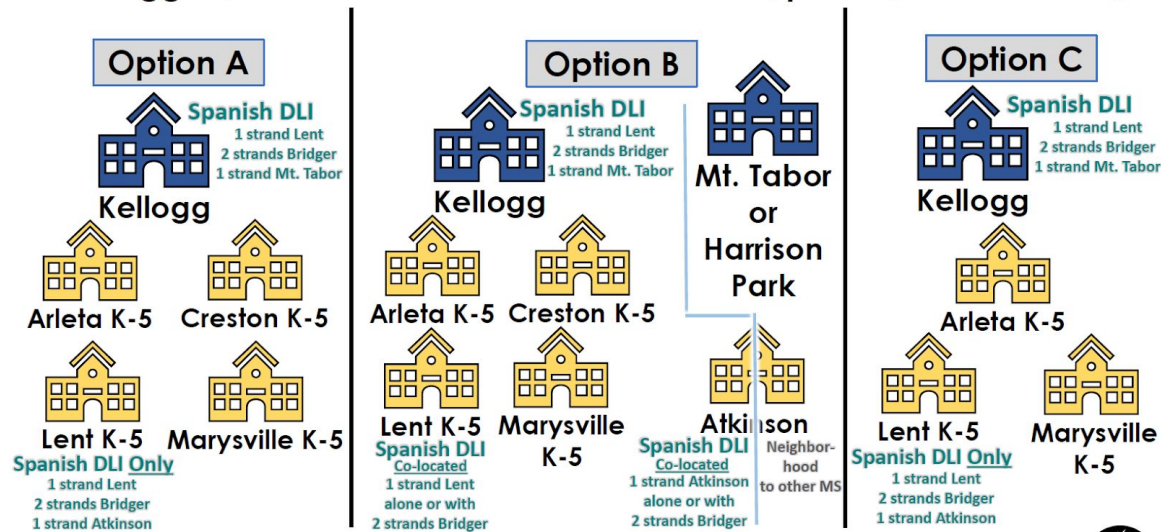 Option A
Spanish DLI
1 strand Lent
2 strands Bridger
1 strand Mt. Tabor
Kellogg
Arleta K-5
Creston K-5
Lent K-5
Marysville K-5
Spanish DLI Only
1 strand Lent
2 strands Bridger
1 strand Atkinson
Option B
Spanish DLI
1 strand Lent
2 strands Bridger
1 strand Mt. Tabor
Kellogg
Mt. Tabor
or
Harrison
Park
Arleta K-5
Creston K-5
Lent K-5
Spanish DLI
Co-located
1 strand Lent
alone or with
2 strands Bridger
Marysville
K-5
Atkinson
Spanish DLI
Co-located
1 strand Atkinson
alone or with
2 strands Bridger
Neighbor-
hood
to other MS
Option C
Spanish DLI
1 strand Lent
2 strands Bridger
1 strand Mt. Tabor
Kellogg
Arleta K-5
Lent K-5
Spanish DLI Only
1 strand Lent
2 strands Bridger
1 strand Atkinson
Marysville
K-5